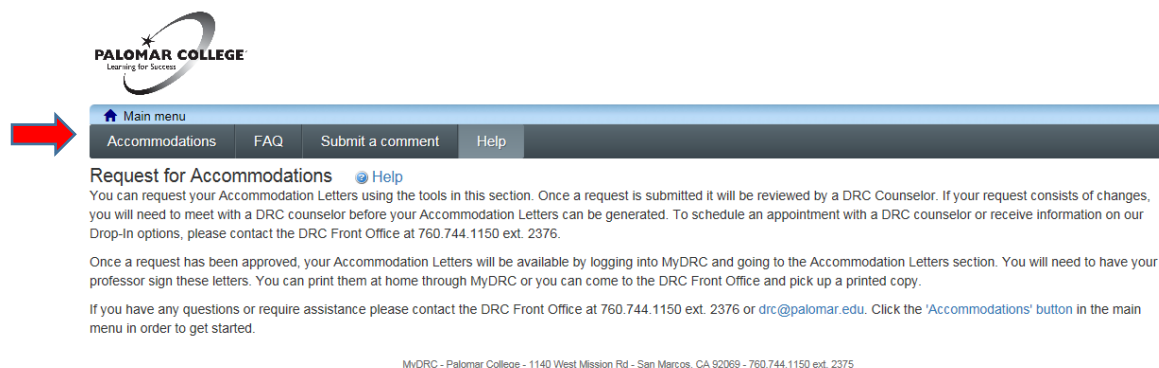 PALOMAR COLLEGE
Learning for Success
Main menu
Accommodations FAQ Submit a comment Help
Request for Accommodations Help
You can request your Accommodation Letters using the tools in this section. Once a request is submitted it will be reviewed by a DRC Counselor. If your request consists of changes,
you will need to meet with a DRC counselor before your Accommodation Letters can be generated. To schedule an appointment with a DRC counselor or receive information on our
Drop-In options, please contact the DRC Front Office at 760.744.1150 ext. 2376.
Once a request has been approved, your Accommodation Letters will be available by logging into MyDRC and going to the Accommodation Letters section. You will need to have your
professor sign these letters. You can print them at home through MyDRC or you can come to the DRC Front Office and pick up a printed copy.
If you have any questions or require assistance please contact the DRC Front Office at 760.744.1150 ext. 2376 or drc@palomar.edu. Click the 'Accommodations' button in the main
menu in order to get started.
MyDRC - Palomar College - 1140 West Mission Rd - San Marcos, CA 92069 - 760.744.1150 ext. 2375